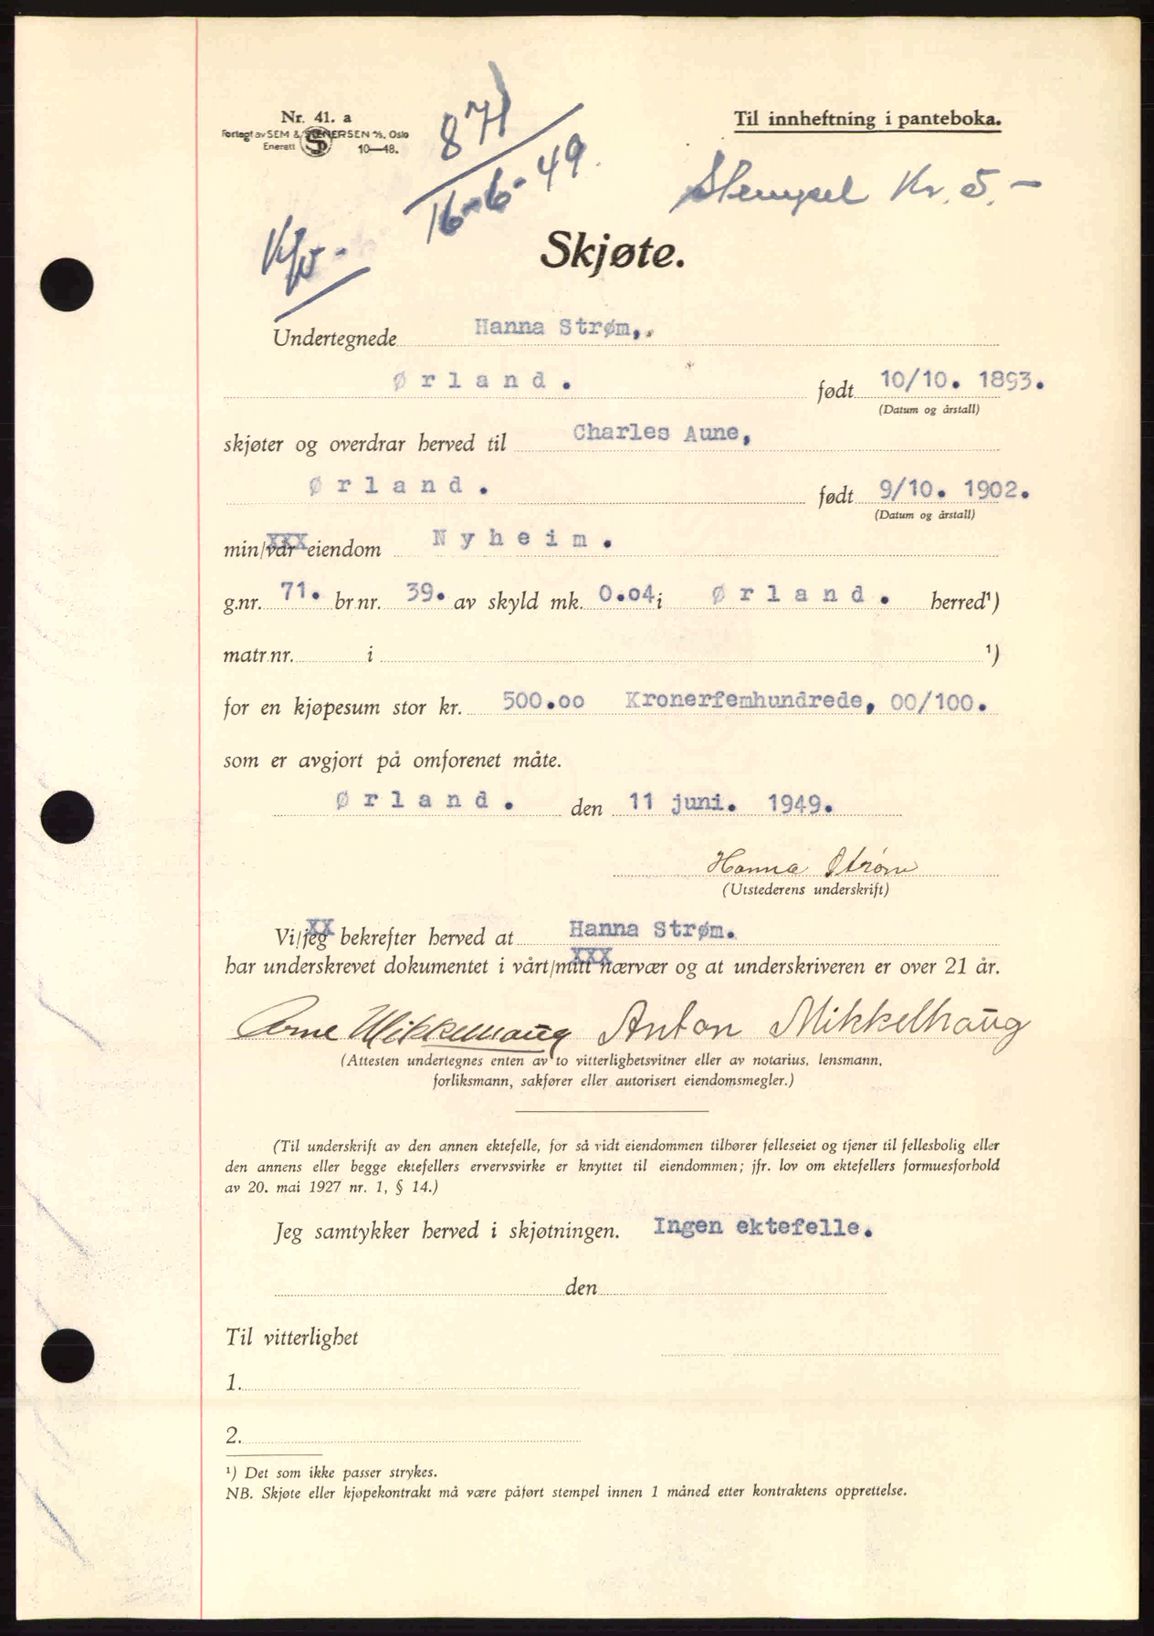 Nr. 41. a
Forlagt av SEM & STENERSEN A/S, Oslo
Enerett 10—48.
871
16-6-49.
Til innheftning i panteboka.
Stempel Kr. 5.-
Skjøte.
Undertegnede Hanna Strøm,.
Ørland. født 10/10. 1893.
(Datum og årstall)
skjøter og overdrar herved til Charles Aune,
Ørland. født 9/10. 1902.
(Datum og årstall)
min/vår eiendom Nyheim.
g.nr. 71. br.nr. 39. av skyld mk. 0.04 i Ørland. herred¹)
matr.nr. i ¹)
for en kjøpesum stor kr. 500.00 Kronerfemhundrede, 00/100.
som er avgjort på omforenet måte.
Ørland. den 11 juni. 1949.
Hanna Strøm
(Utstederens underskrift)
Vi/jeg bekrefter herved at Hanna Strøm.
har underskrevet dokumentet i vårt/mitt nærvær og at underskriveren er over 21 år.
Arne Mikkelhaug Anton Mikkelhaug
(Attesten undertegnes enten av to vitterlighetsvitner eller av notarius, lensmann,
forliksmann, sakfører eller autorisert eiendomsmegler.)
(Til underskrift av den annen ektefelle, for så vidt eiendommen tilhører felleseiet og tjener til fellesbolig eller
den annens eller begge ektefellers ervervsvirke er knyttet til eiendommen; jfr. lov om ektefellers formuesforhold
av 20. mai 1927 nr. 1, § 14.)
Jeg samtykker herved i skjøtningen. Ingen ektefelle.
den
Til vitterlighet
1.
2.
¹) Det som ikke passer strykes.
NB. Skjøte eller kjøpekontrakt må være påført stempel innen 1 måned etter kontraktens opprettelse.